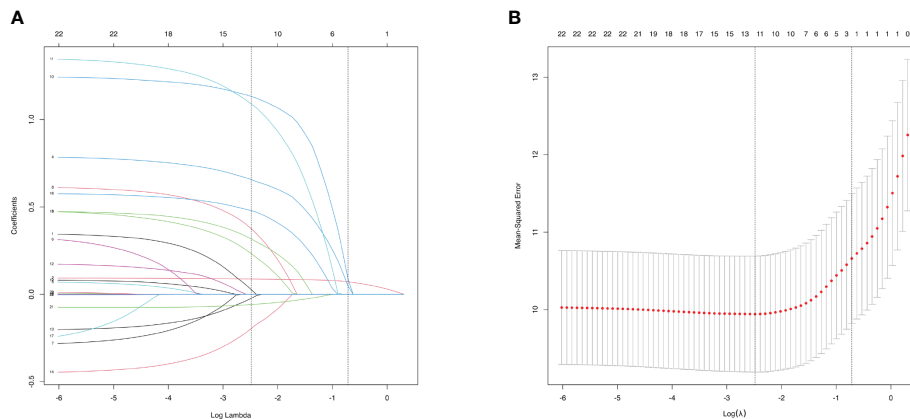 A
22 22 18 15 10 6 1
Coefficients
1.0
0.5
0.0
-0.5
-6 -5 -4 -3 -2 -1 0
Log Lambda
B
22 22 22 22 22 21 19 18 18 15 15 13 11 10 10 7 6 6 5 3 1 1 1 1 1 0
Mean-Squared Error
13
12
11
10
-6 -5 -4 -3 -2 -1 0
Log(λ)